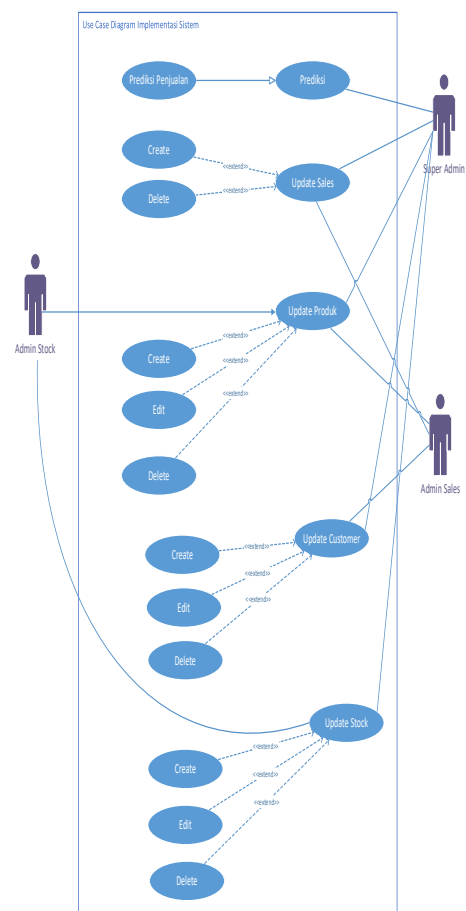 Use Case Diagram Implementasi Sistem
Prediksi Penjualan
Prediksi
Super Admin
Create
<<extend>>
Delete
<<extend>>
Update Sales
Admin Stock
Update Produk
Create
<<extend>>
Edit
<<extend>>
Delete
<<extend>>
Admin Sales
Update Customer
Create
<<extend>>
Edit
<<extend>>
Delete
<<extend>>
Update Stock
Create
<<extend>>
Edit
<<extend>>
Delete
<<extend>>